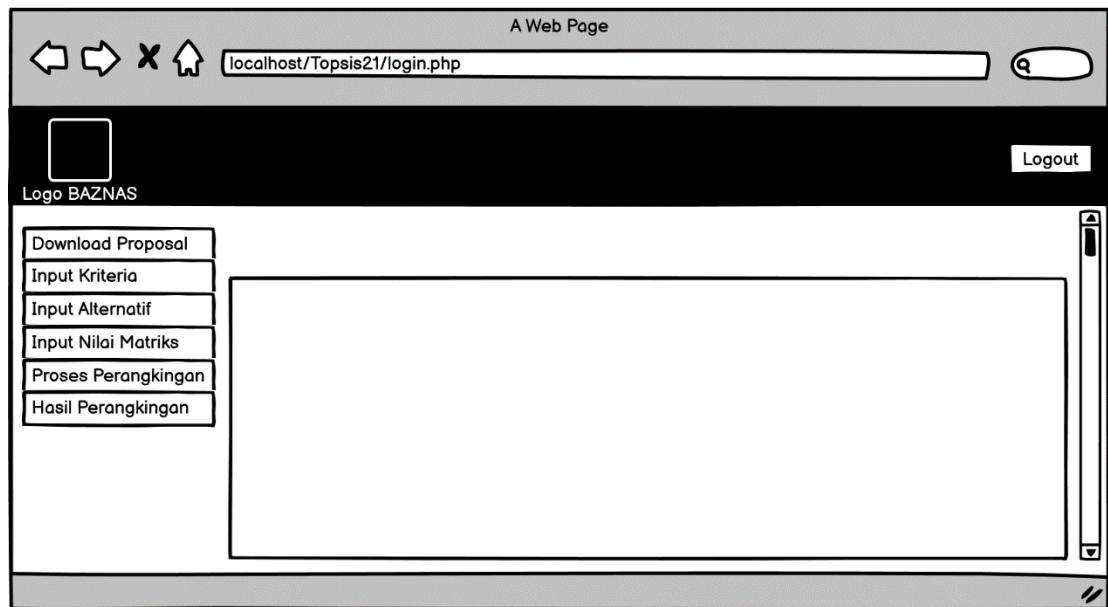 A Web Page
localhost/Topsis21/login.php
Logout
Logo BAZNAS
Download Proposal
Input Kriteria
Input Alternatif
Input Nilai Matriks
Proses Perangkingan
Hasil Perangkingan